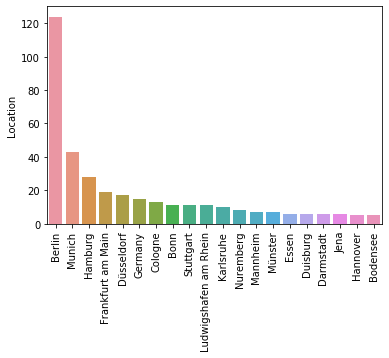 120
100
80
60
40
20
0
Location
Berlin
Munich
Hamburg
Frankfurt am Main
Düsseldorf
Germany
Cologne
Bonn
Stuttgart
Ludwigshafen am Rhein
Karlsruhe
Nuremberg
Mannheim
Münster
Essen
Duisburg
Darmstadt
Jena
Hannover
Bodensee